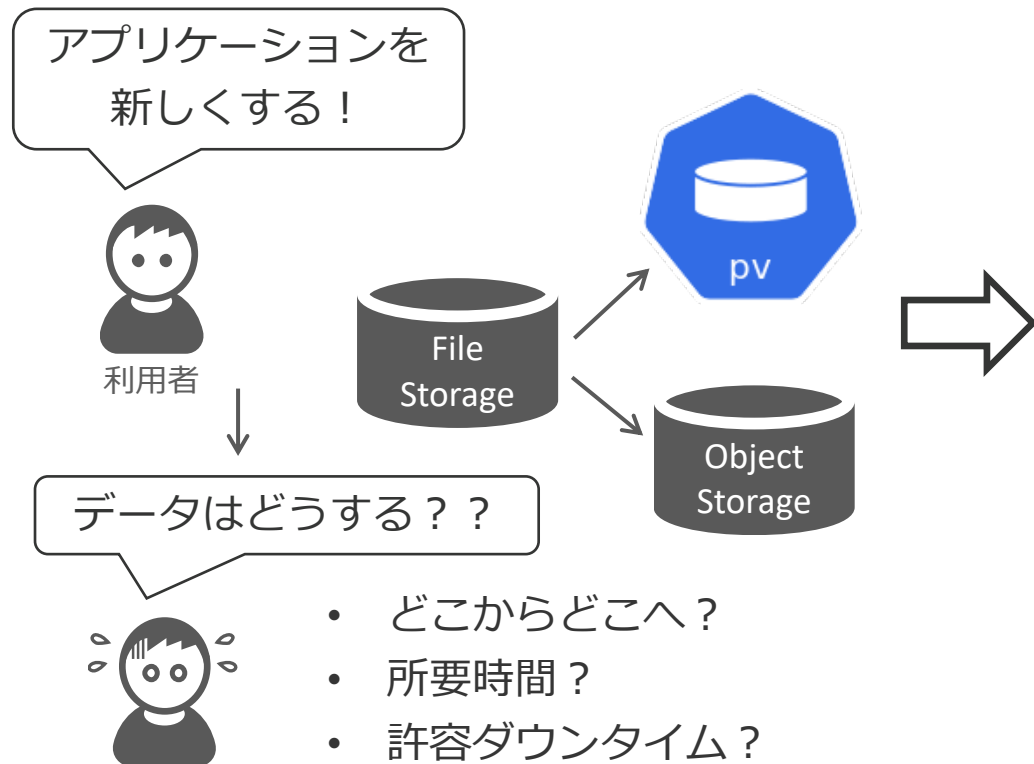 アプリケーションを
新しくする！
利用者
pv
File
Storage
Object
Storage
データはどうする？？
• どこからどこへ？
• 所要時間？
• 許容ダウンタイム？